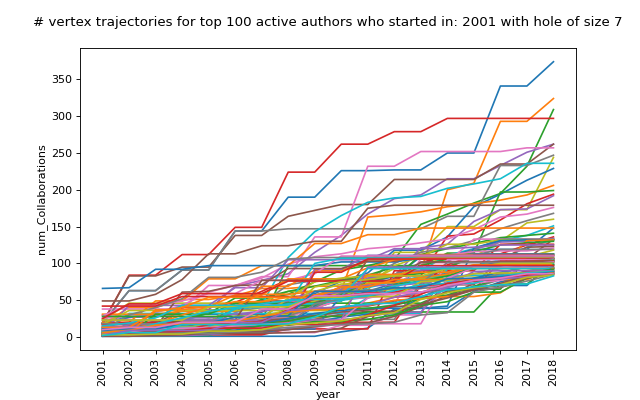 # vertex trajectories for top 100 active authors who started in: 2001 with hole of size 7
num_Collaborations
350
300
250
200
150
100
50
0
2001 2002 2003 2004 2005 2006 2007 2008 2009 2010 2011 2012 2013 2014 2015 2016 2017 2018
year